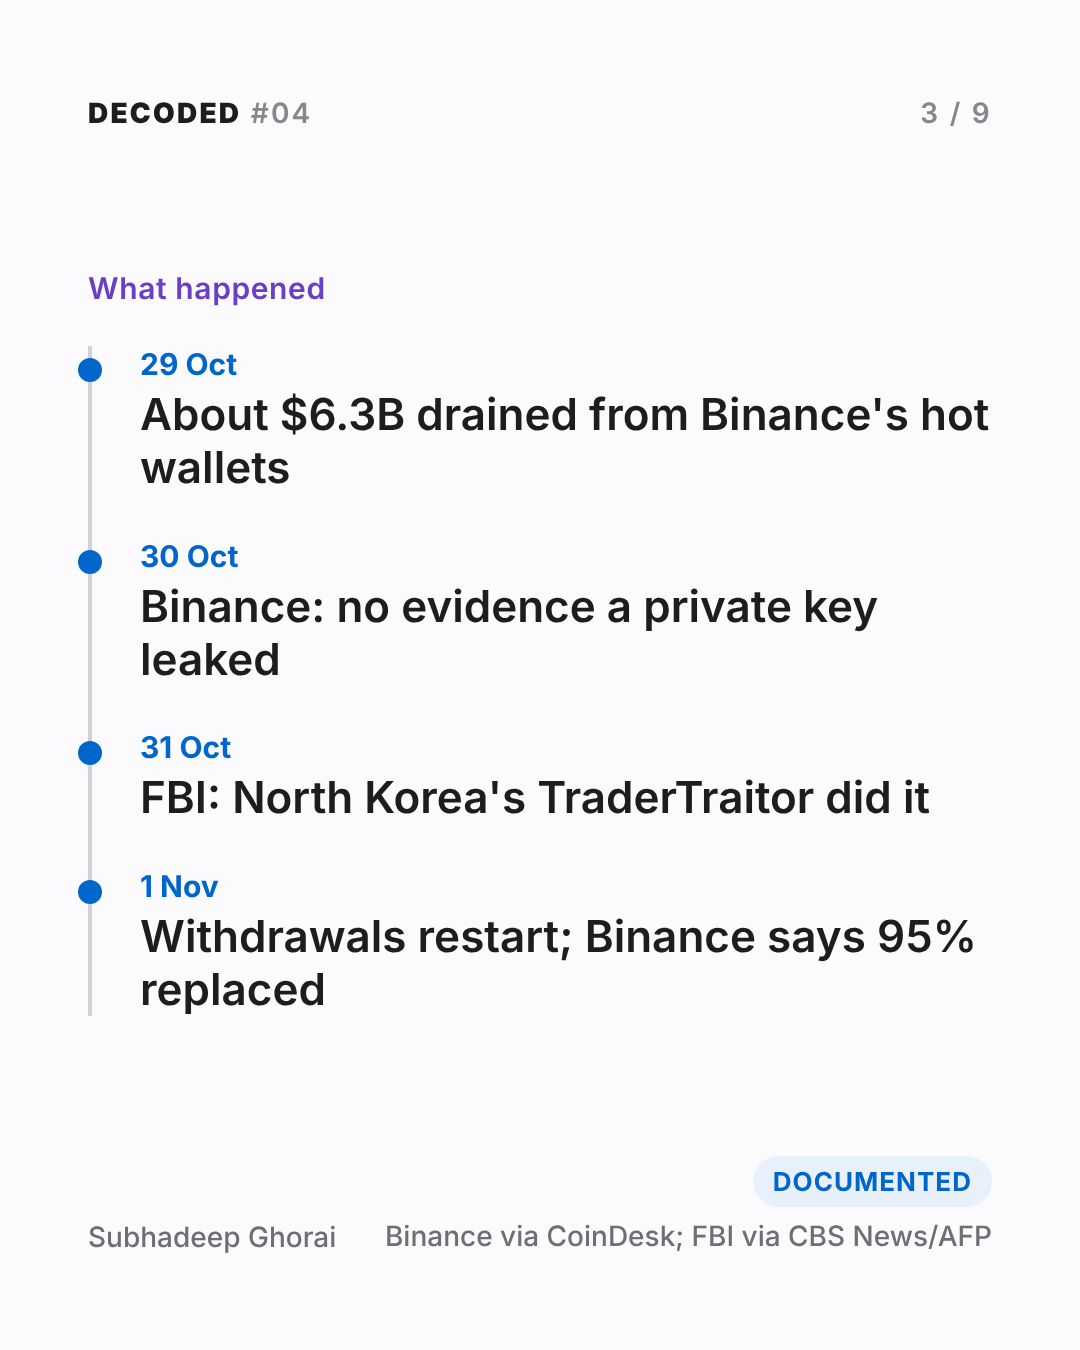 DECODED #04
3 / 9
What happened
29 Oct
About $6.3B drained from Binance's hot
wallets
30 Oct
Binance: no evidence a private key
leaked
31 Oct
FBI: North Korea's TraderTraitor did it
1 Nov
Withdrawals restart; Binance says 95%
replaced
DOCUMENTED
Subhadeep Ghorai
Binance via CoinDesk; FBI via CBS News/AFP